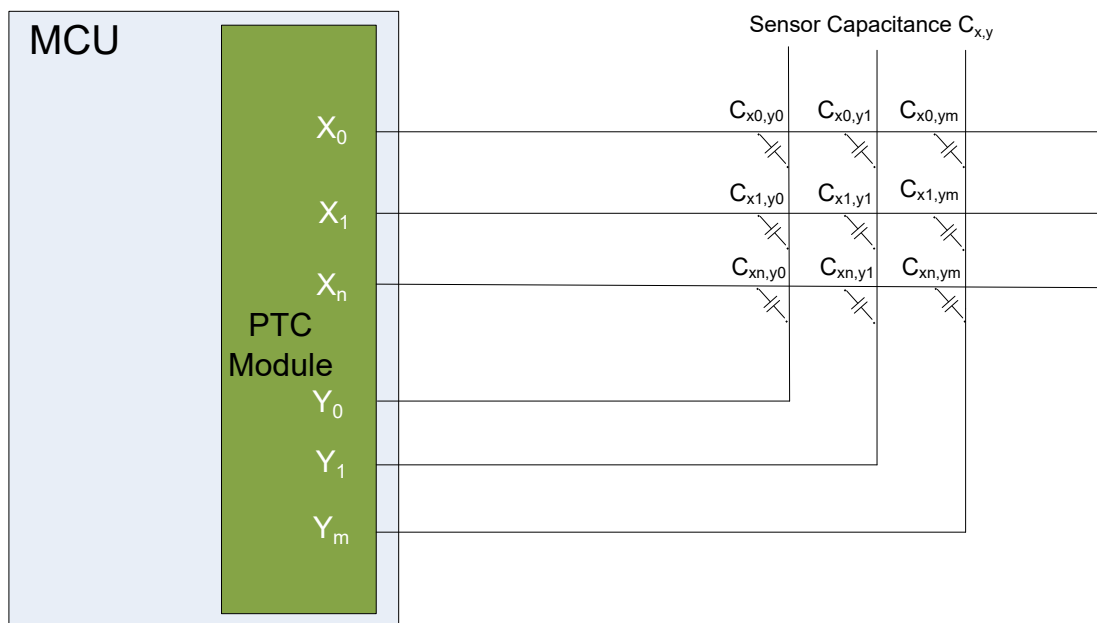 MCU
Sensor Capacitance Cx,y
X0
Cx0,y0 Cx0,y1 Cx0,ym
X1
Cx1,y0 Cx1,y1 Cx1,ym
Xn
Cxn,y0 Cxn,y1 Cxn,ym
PTC
Module
Y0
Y1
Ym